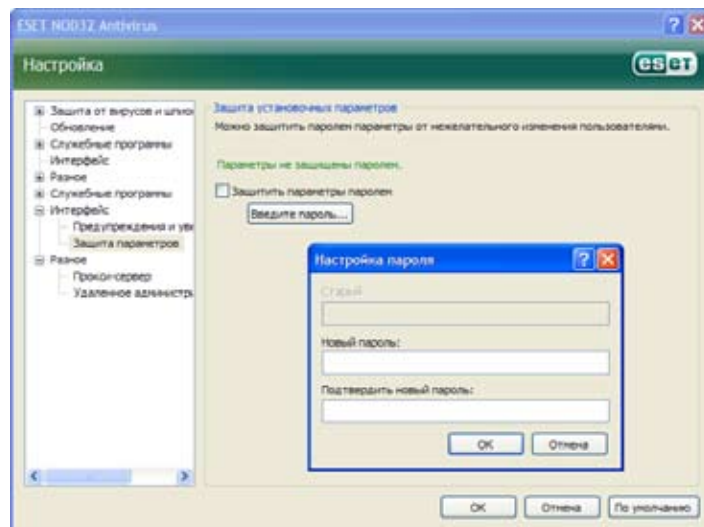 ESET NOD32 Antivirus
Настройка
eset
Защита от вирусов и шпио
Обновление
Служебные программы
Интерфейс
Разное
Служебные программы
Интерфейс
Предупреждения и уве
Защита параметров
Разное
Прокси-сервер
Удаленное администр
Защита установочных параметров
Можно защитить паролем параметры от нежелательного изменения пользователями.
Параметры не защищены паролем.
Защитить параметры паролем
Введите пароль...
Настройка пароля
Старый
Новый пароль:
Подтвердить новый пароль:
OK
Отмена
OK
Отмена
По умолчанию